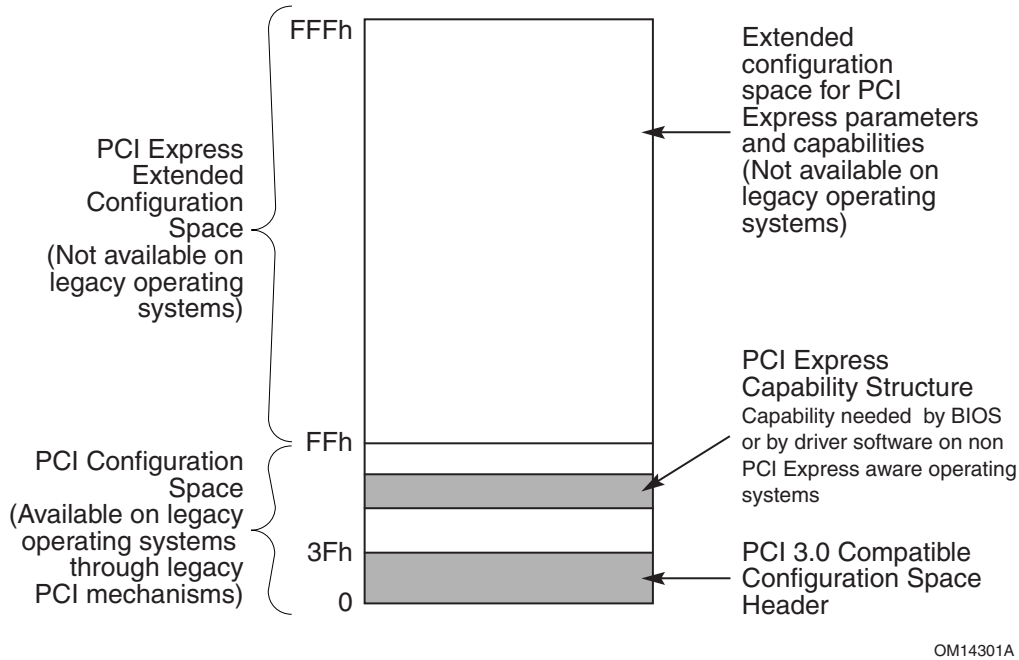 FFFh
PCI Express
Extended
Configuration
Space
(Not available on
legacy operating
systems)
Extended
configuration
space for PCI
Express parameters
and capabilities
(Not available on
legacy operating
systems)
FFh
PCI Configuration
Space
(Available on legacy
operating systems
through legacy
PCI mechanisms)
PCI Express
Capability Structure
Capability needed by BIOS
or by driver software on non
PCI Express aware operating
systems
3Fh
0
PCI 3.0 Compatible
Configuration Space
Header
OM14301A